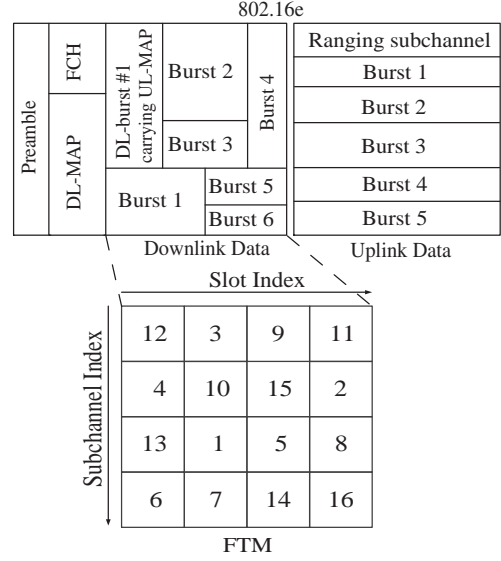 802.16e
Preamble
FCH
DL-MAP
DL-burst #1
carrying UL-MAP
Burst 2
Burst 3
Burst 4
Burst 1
Burst 5
Burst 6
Ranging subchannel
Burst 1
Burst 2
Burst 3
Burst 4
Burst 5
Downlink Data
Uplink Data
Slot Index
Subchannel Index
12 3 9 11
4 10 15 2
13 1 5 8
6 7 14 16
FTM